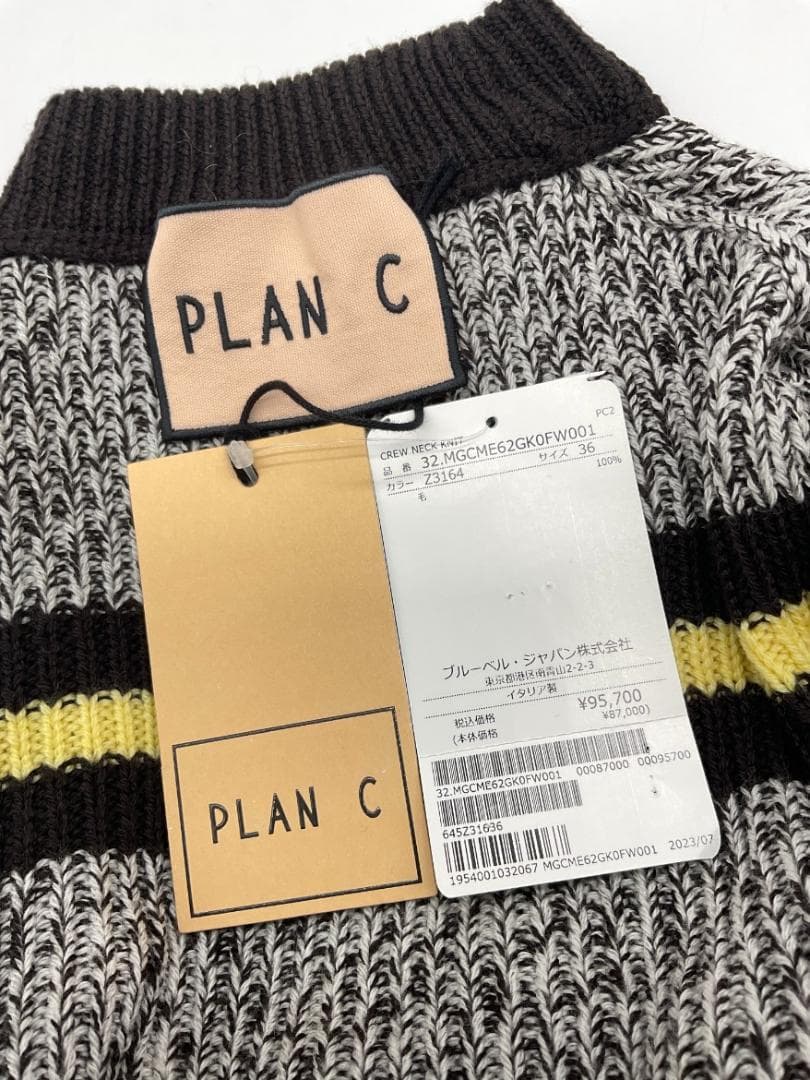 PLAN C
PLAN C
PC2
CREW NECK KNIT
品 番 32.MGCME62GK0FW001
カラー Z3164 サイズ 36
毛 100%
ブルーベル・ジャパン株式会社
東京都港区南青山2-2-3
イタリア製
税込価格 ¥95,700
(本体価格 ¥87,000)
32.MGCME62GK0FW001 00087000 00095700
645Z31636
1954001032067 MGCME62GK0FW001 2023/07